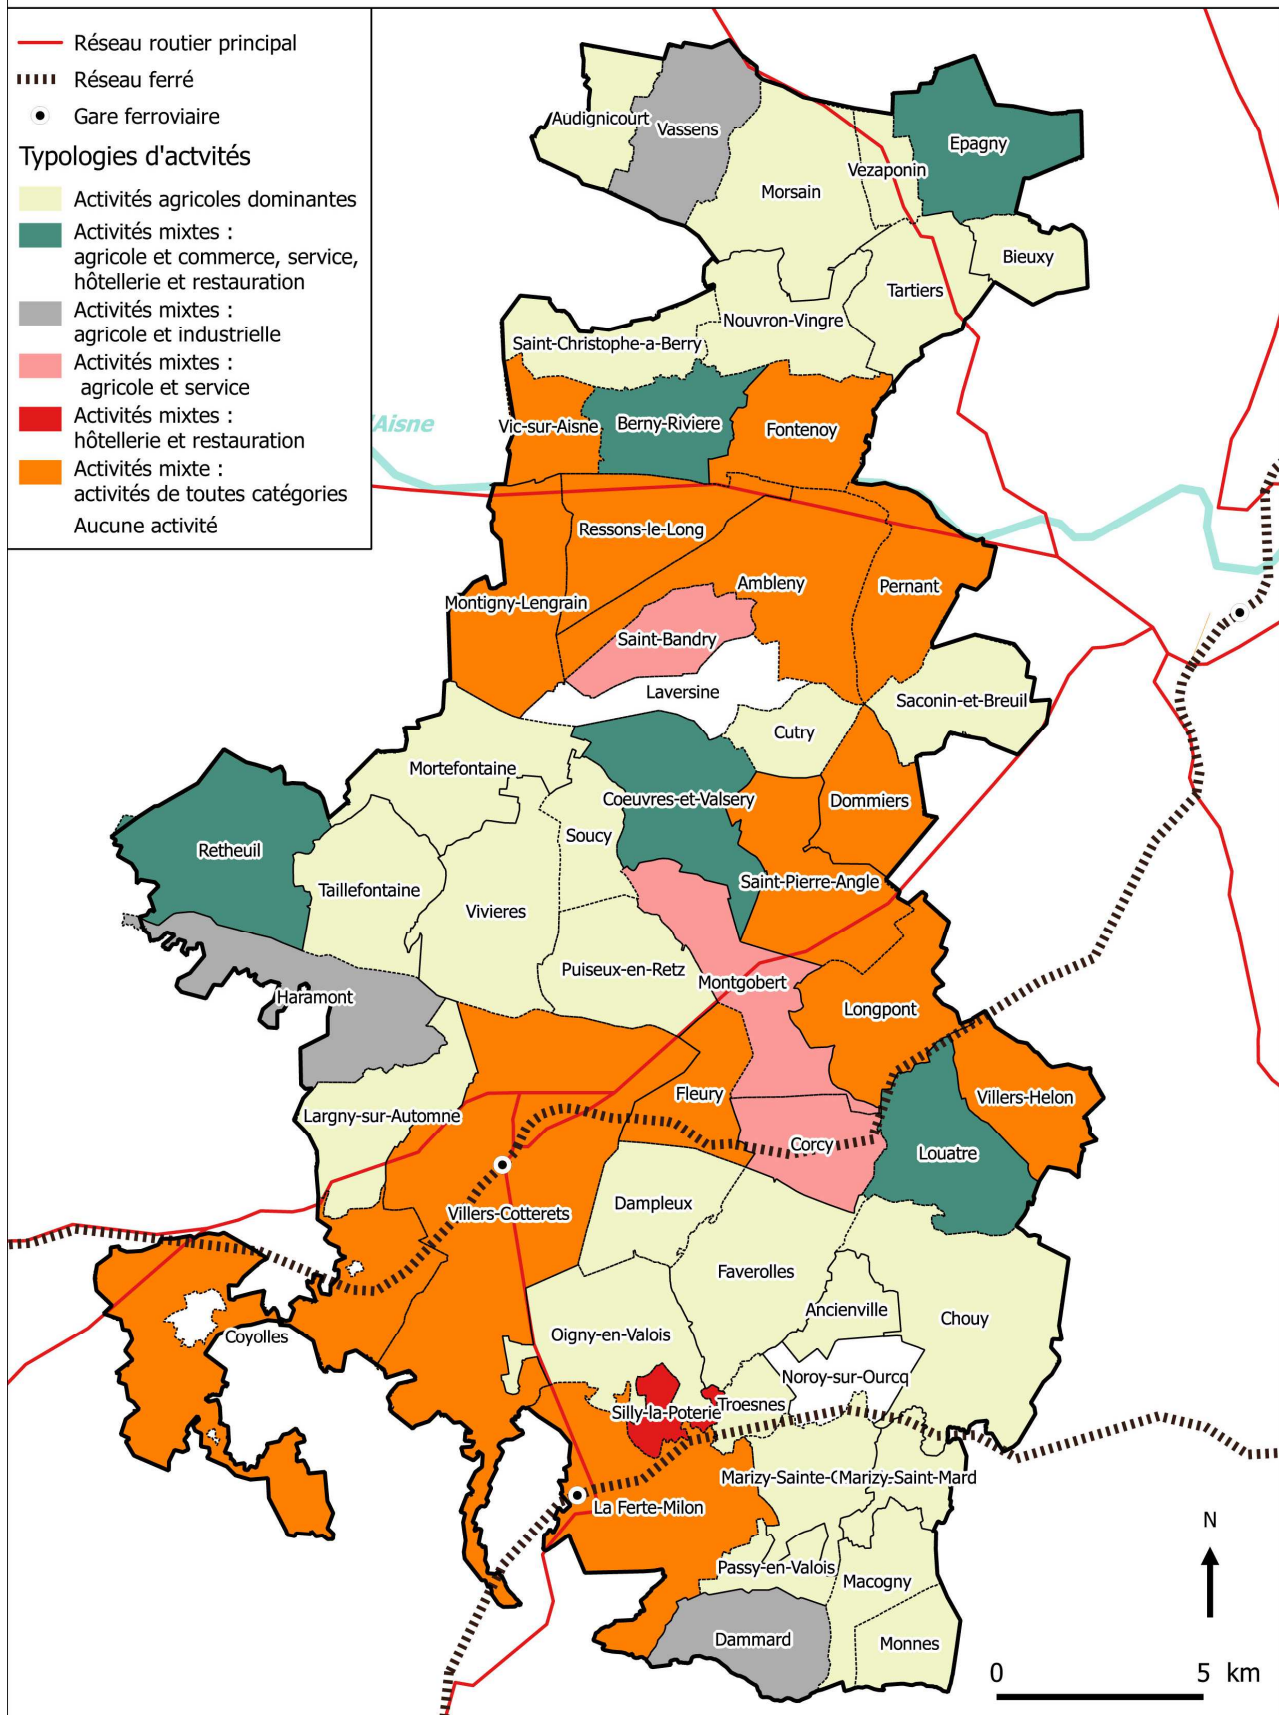 Réseau routier principal
Réseau ferré
Gare ferroviaire
Typologies d'actvités
Activités agricoles dominantes
Activités mixtes :
agricole et commerce, service,
hôtellerie et restauration
Activités mixtes :
agricole et industrielle
Activités mixtes :
agricole et service
Activités mixtes :
hôtellerie et restauration
Activités mixte :
activités de toutes catégories
Aucune activité
Audignicourt
Vassens
Epagny
Vezaponin
Morsain
Bieuxy
Tartiers
Nouvron-Vingre
Saint-Christophe-a-Berry
l'Aisne
Vic-sur-Aisne
Berny-Riviere
Fontenoy
Ressons-le-Long
Ambleny
Pernant
Montigny-Lengrain
Saint-Bandry
Laversine
Saconin-et-Breuil
Cutry
Mortefontaine
Coeuvres-et-Valsery
Dommiers
Soucy
Retheuil
Taillefontaine
Saint-Pierre-Aigle
Vivieres
Puiseux-en-Retz
Montgobert
Haramont
Longpont
Fleury
Villers-Helon
Largny-sur-Automne
Corcy
Louatre
Dampleux
Villers-Cotterets
Faverolles
Ancienville
Chouy
Coyolles
Oigny-en-Valois
Noroy-sur-Ourcq
Troesnes
Silly-la-Poterie
Marizy-Sainte-G
Marizy-Saint-Mard
La Ferte-Milon
Passy-en-Valois
Macogny
Dammard
Monnes
N
0 5 km